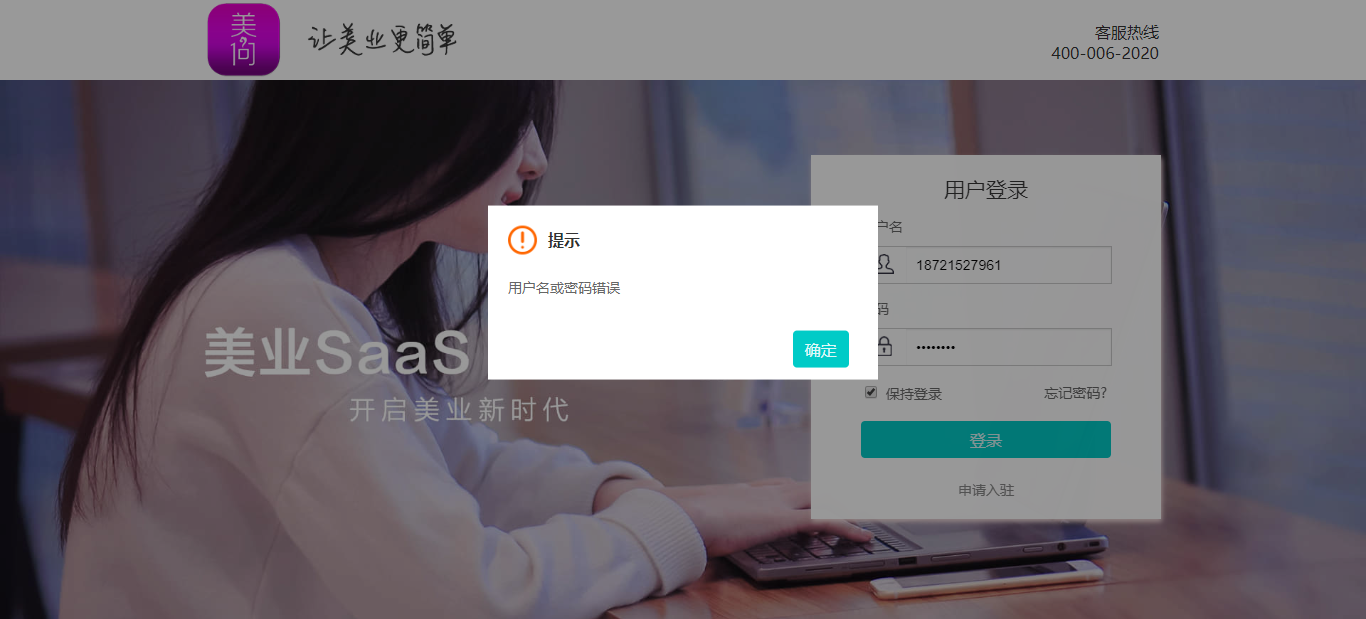 美问
让美业更简单
客服热线
400-006-2020
用户登录
户名
18721527961
码
••••••••
保持登录
忘记密码?
登录
申请入驻
提示
用户名或密码错误
确定
美业SaaS
开启美业新时代